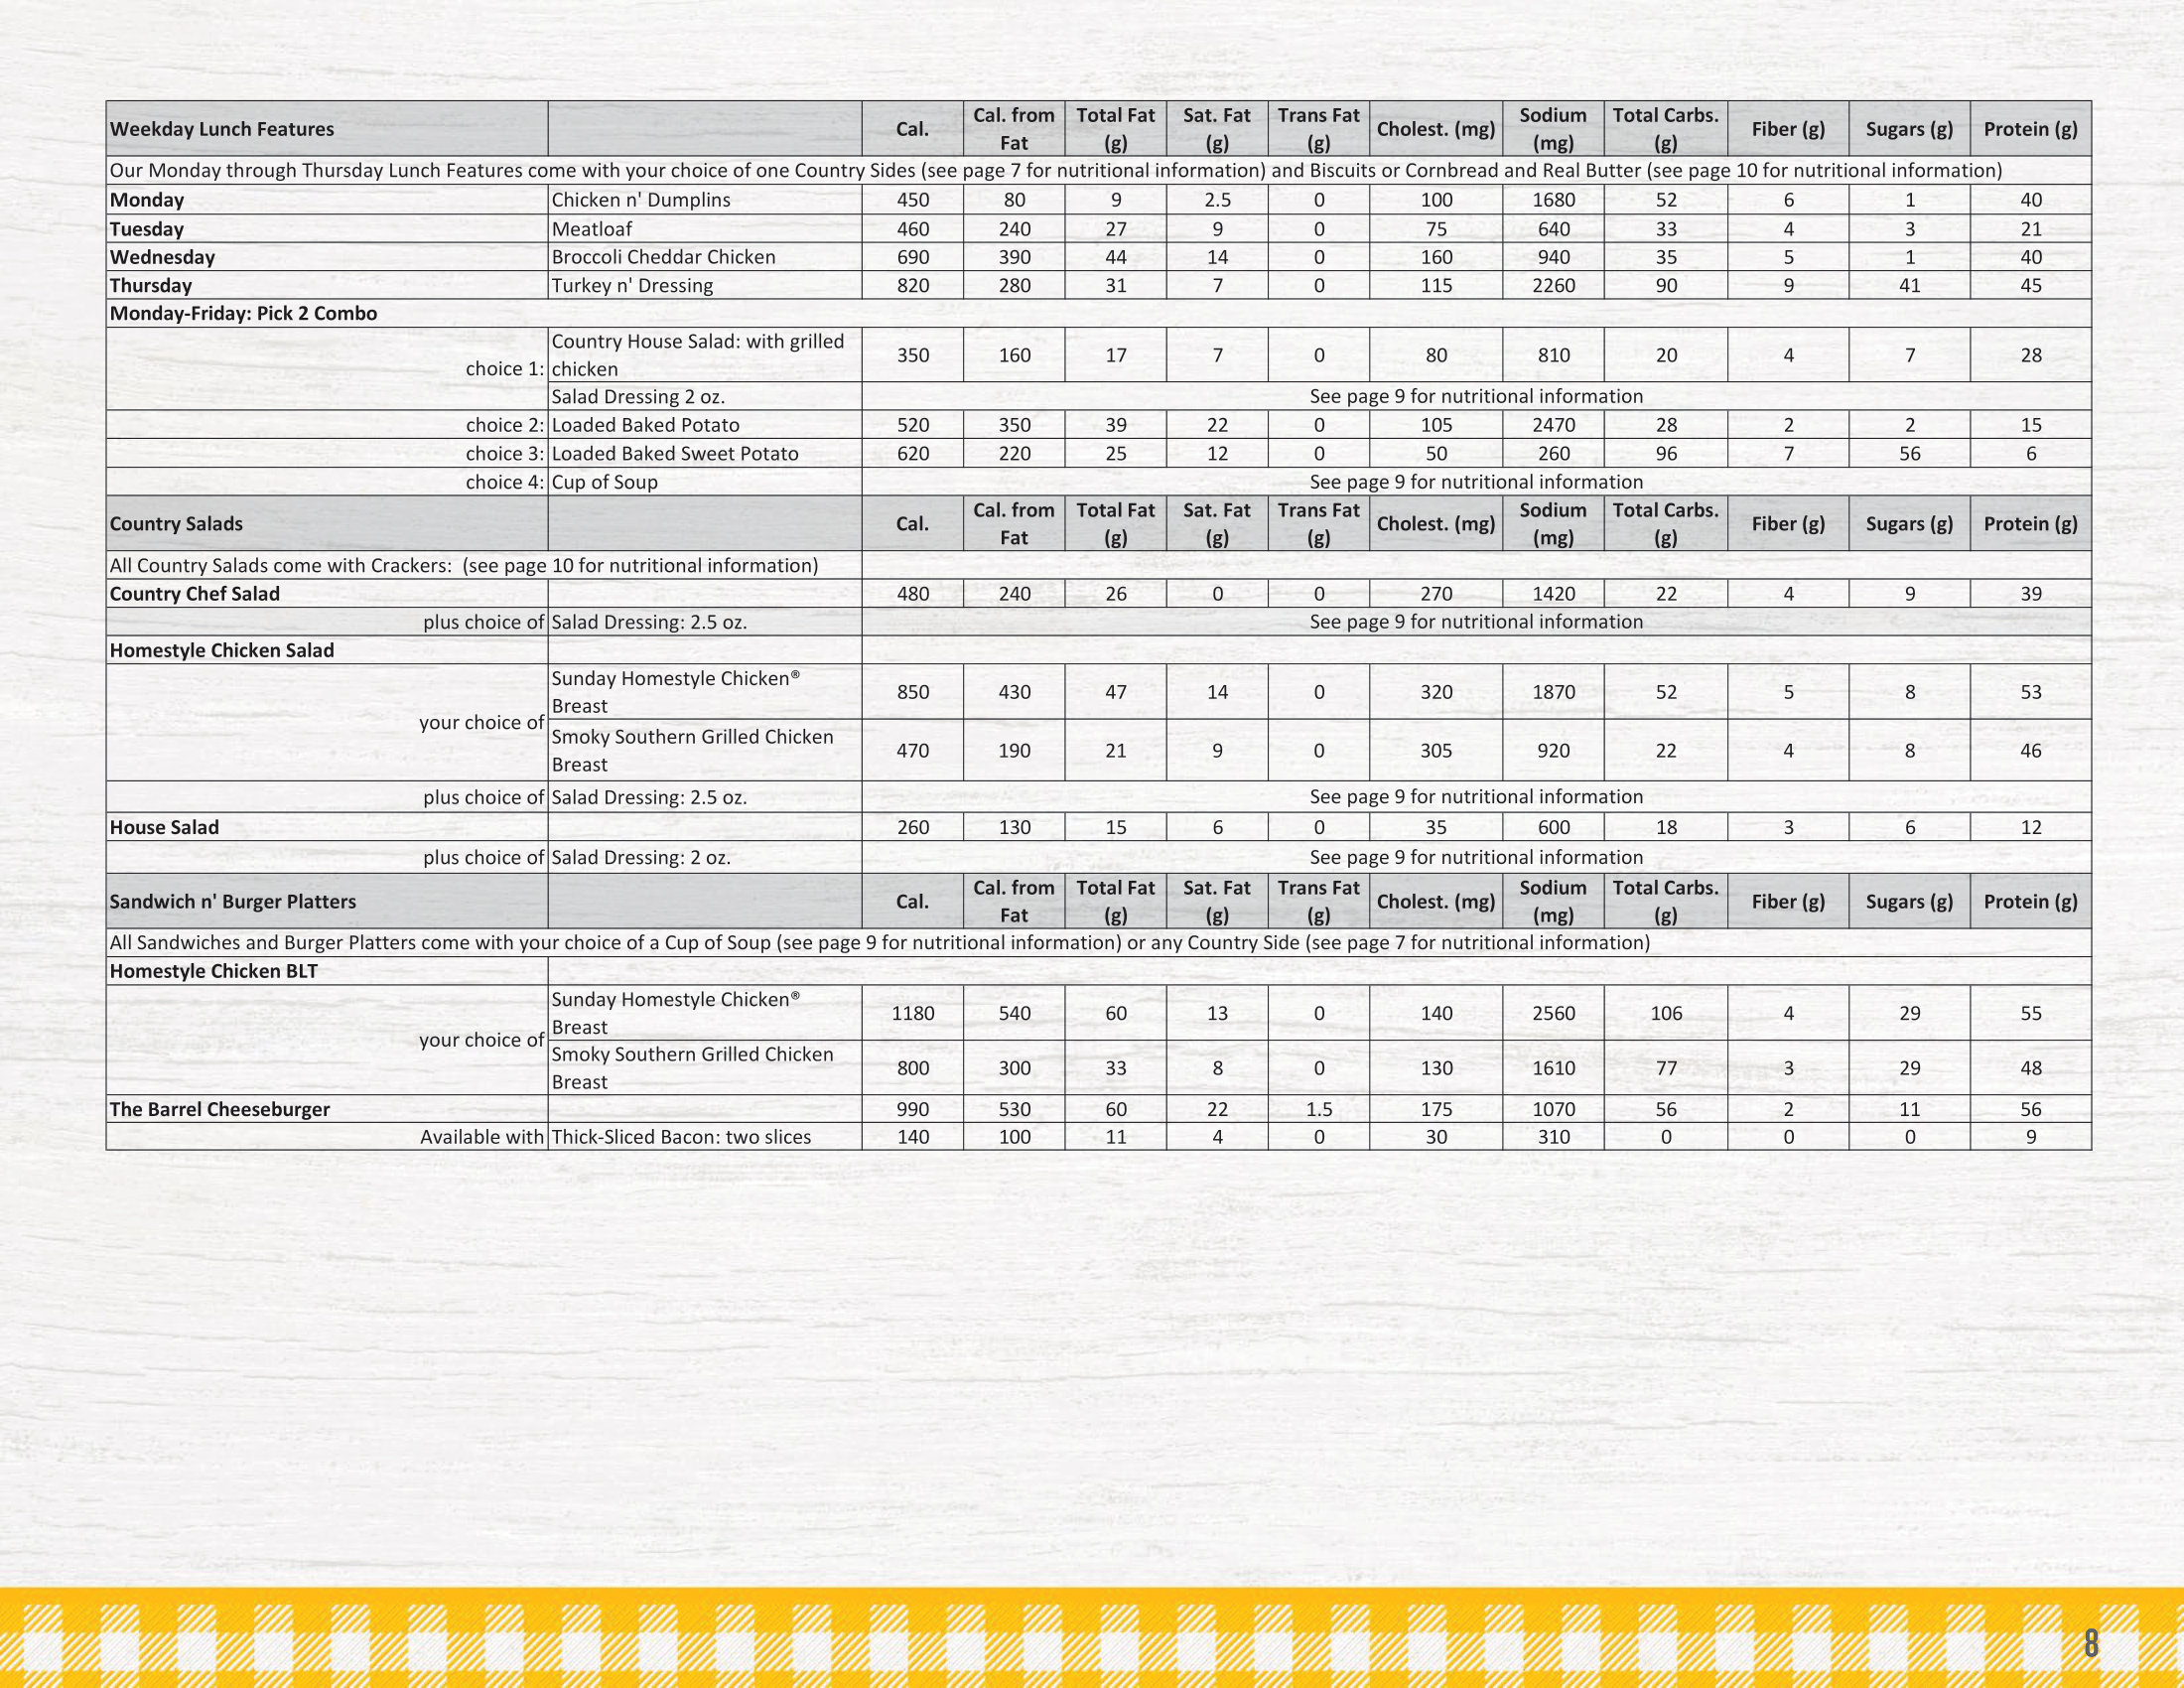 Weekday Lunch Features Cal. Cal. from Fat Total Fat (g) Sat. Fat (g) Trans Fat (g) Cholest. (mg) Sodium (mg) Total Carbs. (g) Fiber (g) Sugars (g) Protein (g)
Our Monday through Thursday Lunch Features come with your choice of one Country Sides (see page 7 for nutritional information) and Biscuits or Cornbread and Real Butter (see page 10 for nutritional information)
Monday Chicken n' Dumplins 450 80 9 2.5 0 100 1680 52 6 1 40
Tuesday Meatloaf 460 240 27 9 0 75 640 33 4 3 21
Wednesday Broccoli Cheddar Chicken 690 390 44 14 0 160 940 35 5 1 40
Thursday Turkey n' Dressing 820 280 31 7 0 115 2260 90 9 41 45
Monday-Friday: Pick 2 Combo
choice 1: Country House Salad: with grilled chicken 350 160 17 7 0 80 810 20 4 7 28
Salad Dressing 2 oz. See page 9 for nutritional information
choice 2: Loaded Baked Potato 520 350 39 22 0 105 2470 28 2 2 15
choice 3: Loaded Baked Sweet Potato 620 220 25 12 0 50 260 96 7 56 6
choice 4: Cup of Soup See page 9 for nutritional information
Country Salads Cal. Cal. from Fat Total Fat (g) Sat. Fat (g) Trans Fat (g) Cholest. (mg) Sodium (mg) Total Carbs. (g) Fiber (g) Sugars (g) Protein (g)
All Country Salads come with Crackers: (see page 10 for nutritional information)
Country Chef Salad 480 240 26 0 0 270 1420 22 4 9 39
plus choice of Salad Dressing: 2.5 oz. See page 9 for nutritional information
Homestyle Chicken Salad
your choice of Sunday Homestyle Chicken® Breast 850 430 47 14 0 320 1870 52 5 8 53
Smoky Southern Grilled Chicken Breast 470 190 21 9 0 305 920 22 4 8 46
plus choice of Salad Dressing: 2.5 oz. See page 9 for nutritional information
House Salad 260 130 15 6 0 35 600 18 3 6 12
plus choice of Salad Dressing: 2 oz. See page 9 for nutritional information
Sandwich n' Burger Platters Cal. Cal. from Fat Total Fat (g) Sat. Fat (g) Trans Fat (g) Cholest. (mg) Sodium (mg) Total Carbs. (g) Fiber (g) Sugars (g) Protein (g)
All Sandwiches and Burger Platters come with your choice of a Cup of Soup (see page 9 for nutritional information) or any Country Side (see page 7 for nutritional information)
Homestyle Chicken BLT
your choice of Sunday Homestyle Chicken® Breast 1180 540 60 13 0 140 2560 106 4 29 55
Smoky Southern Grilled Chicken Breast 800 300 33 8 0 130 1610 77 3 29 48
The Barrel Cheeseburger 990 530 60 22 1.5 175 1070 56 2 11 56
Available with Thick-Sliced Bacon: two slices 140 100 11 4 0 30 310 0 0 0 9
8